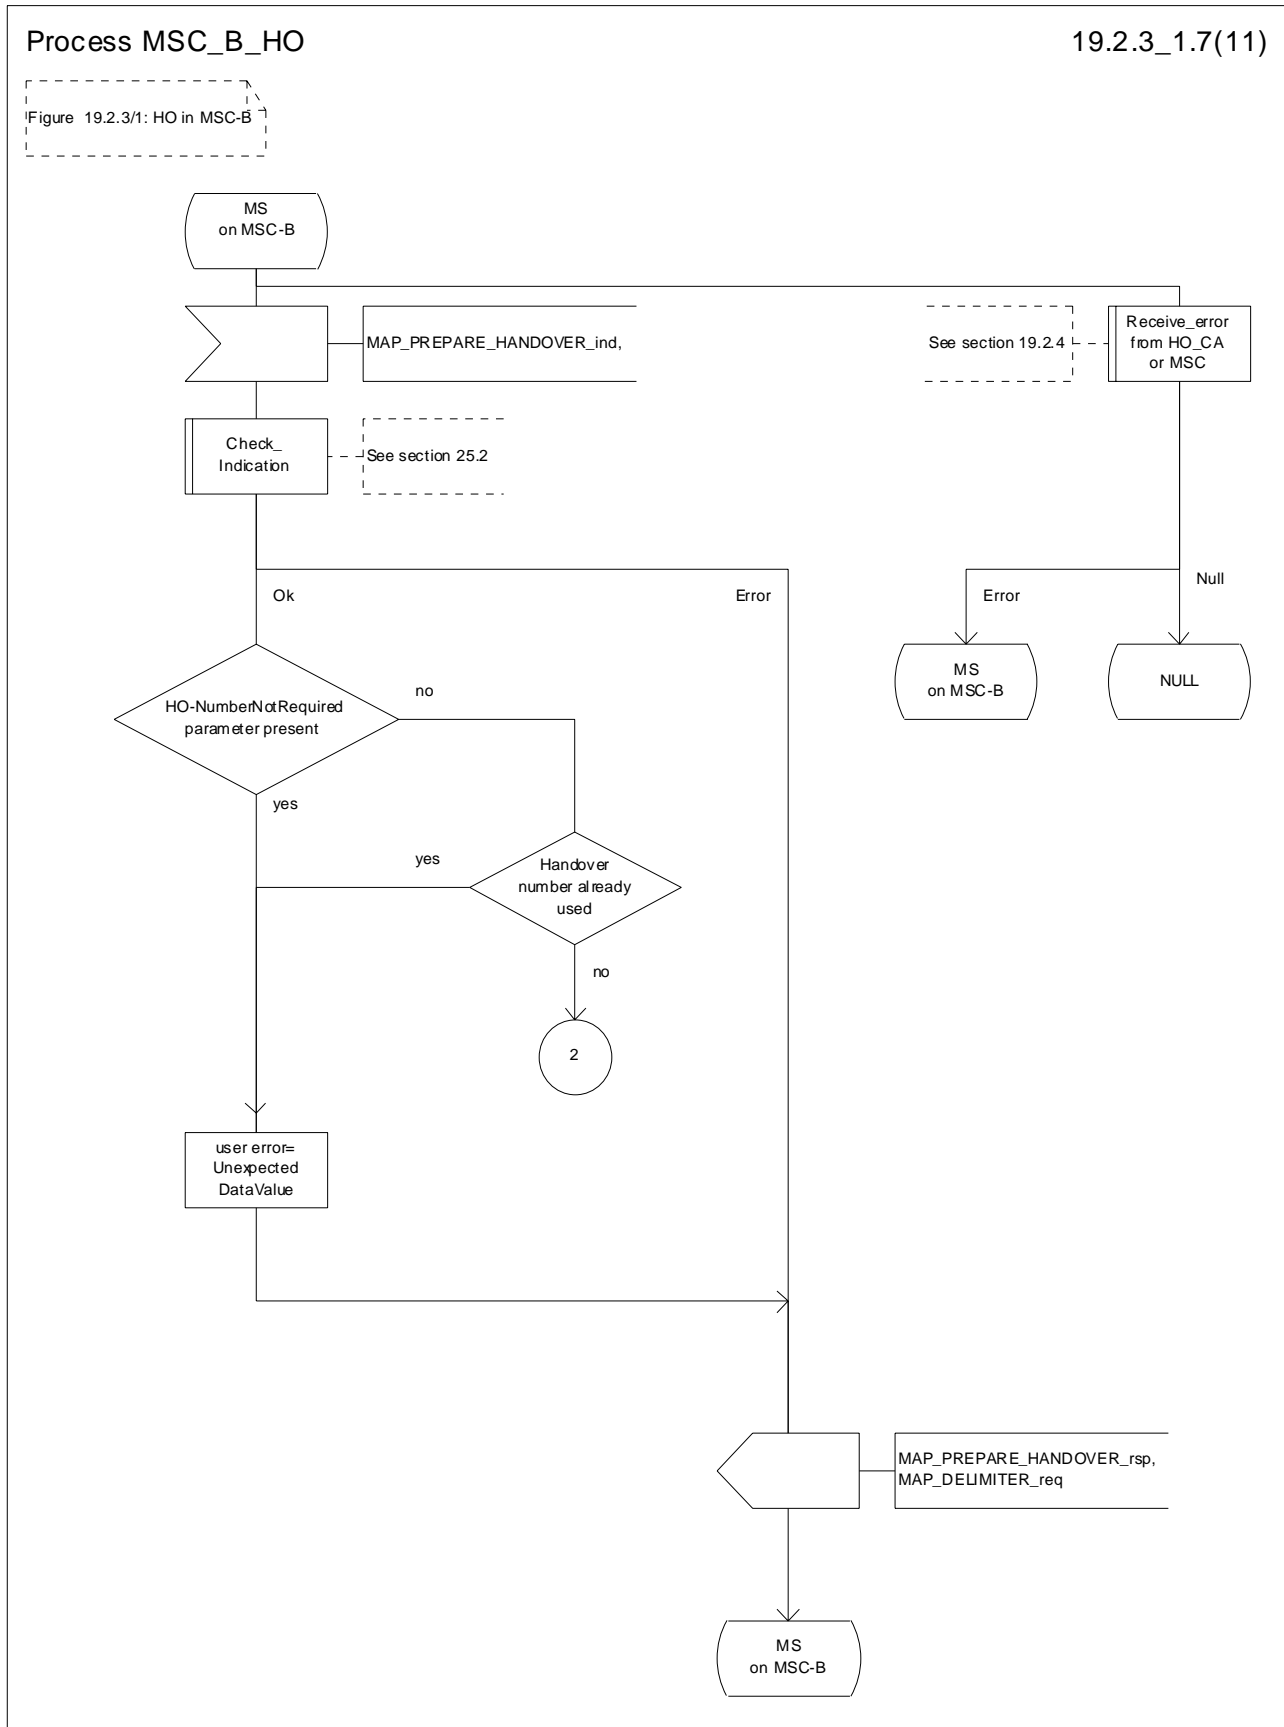 Process MSC_B_HO
19.2.3_1.7(11)
Figure 19.2.3/1: HO in MSC-B
MS
on MSC-B
MAP_PREPARE_HANDOVER_ind,
See section 19.2.4
Receive_error
from HO_CA
or MSC
Check_
Indication
See section 25.2
Ok
Error
Error
Null
MS
on MSC-B
NULL
HO-NumberNotRequired
parameter present
no
yes
yes
Handover
number already
used
no
2
user error=
Unexpected
DataValue
MAP_PREPARE_HANDOVER_rsp,
MAP_DELIMITER_req
MS
on MSC-B